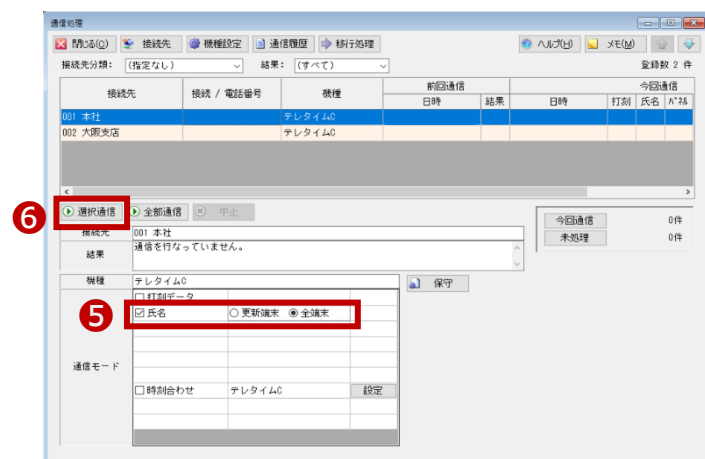 通信処理
閉じる(O) 接続先 機種設定 通信履歴 移行処理 ヘルプ(H) メモ(M)
接続先分類: (指定なし) 結果: (すべて) 登録数 2 件
接続先 接続 / 電話番号 機種 前回通信 今回通信
日時 結果 日時 打刻 氏名 ﾊﾟﾈﾙ
001 本社 テレタイムC
002 大阪支店 テレタイムC
❻ 選択通信 全部通信 中止
今回通信 0件
接続先 001 本社
未処理 0件
結果 通信を行なっていません。
機種 テレタイムC 保守
打刻データ
❺ 氏名 更新端末 全端末
通信モード
時刻合わせ テレタイムC 設定